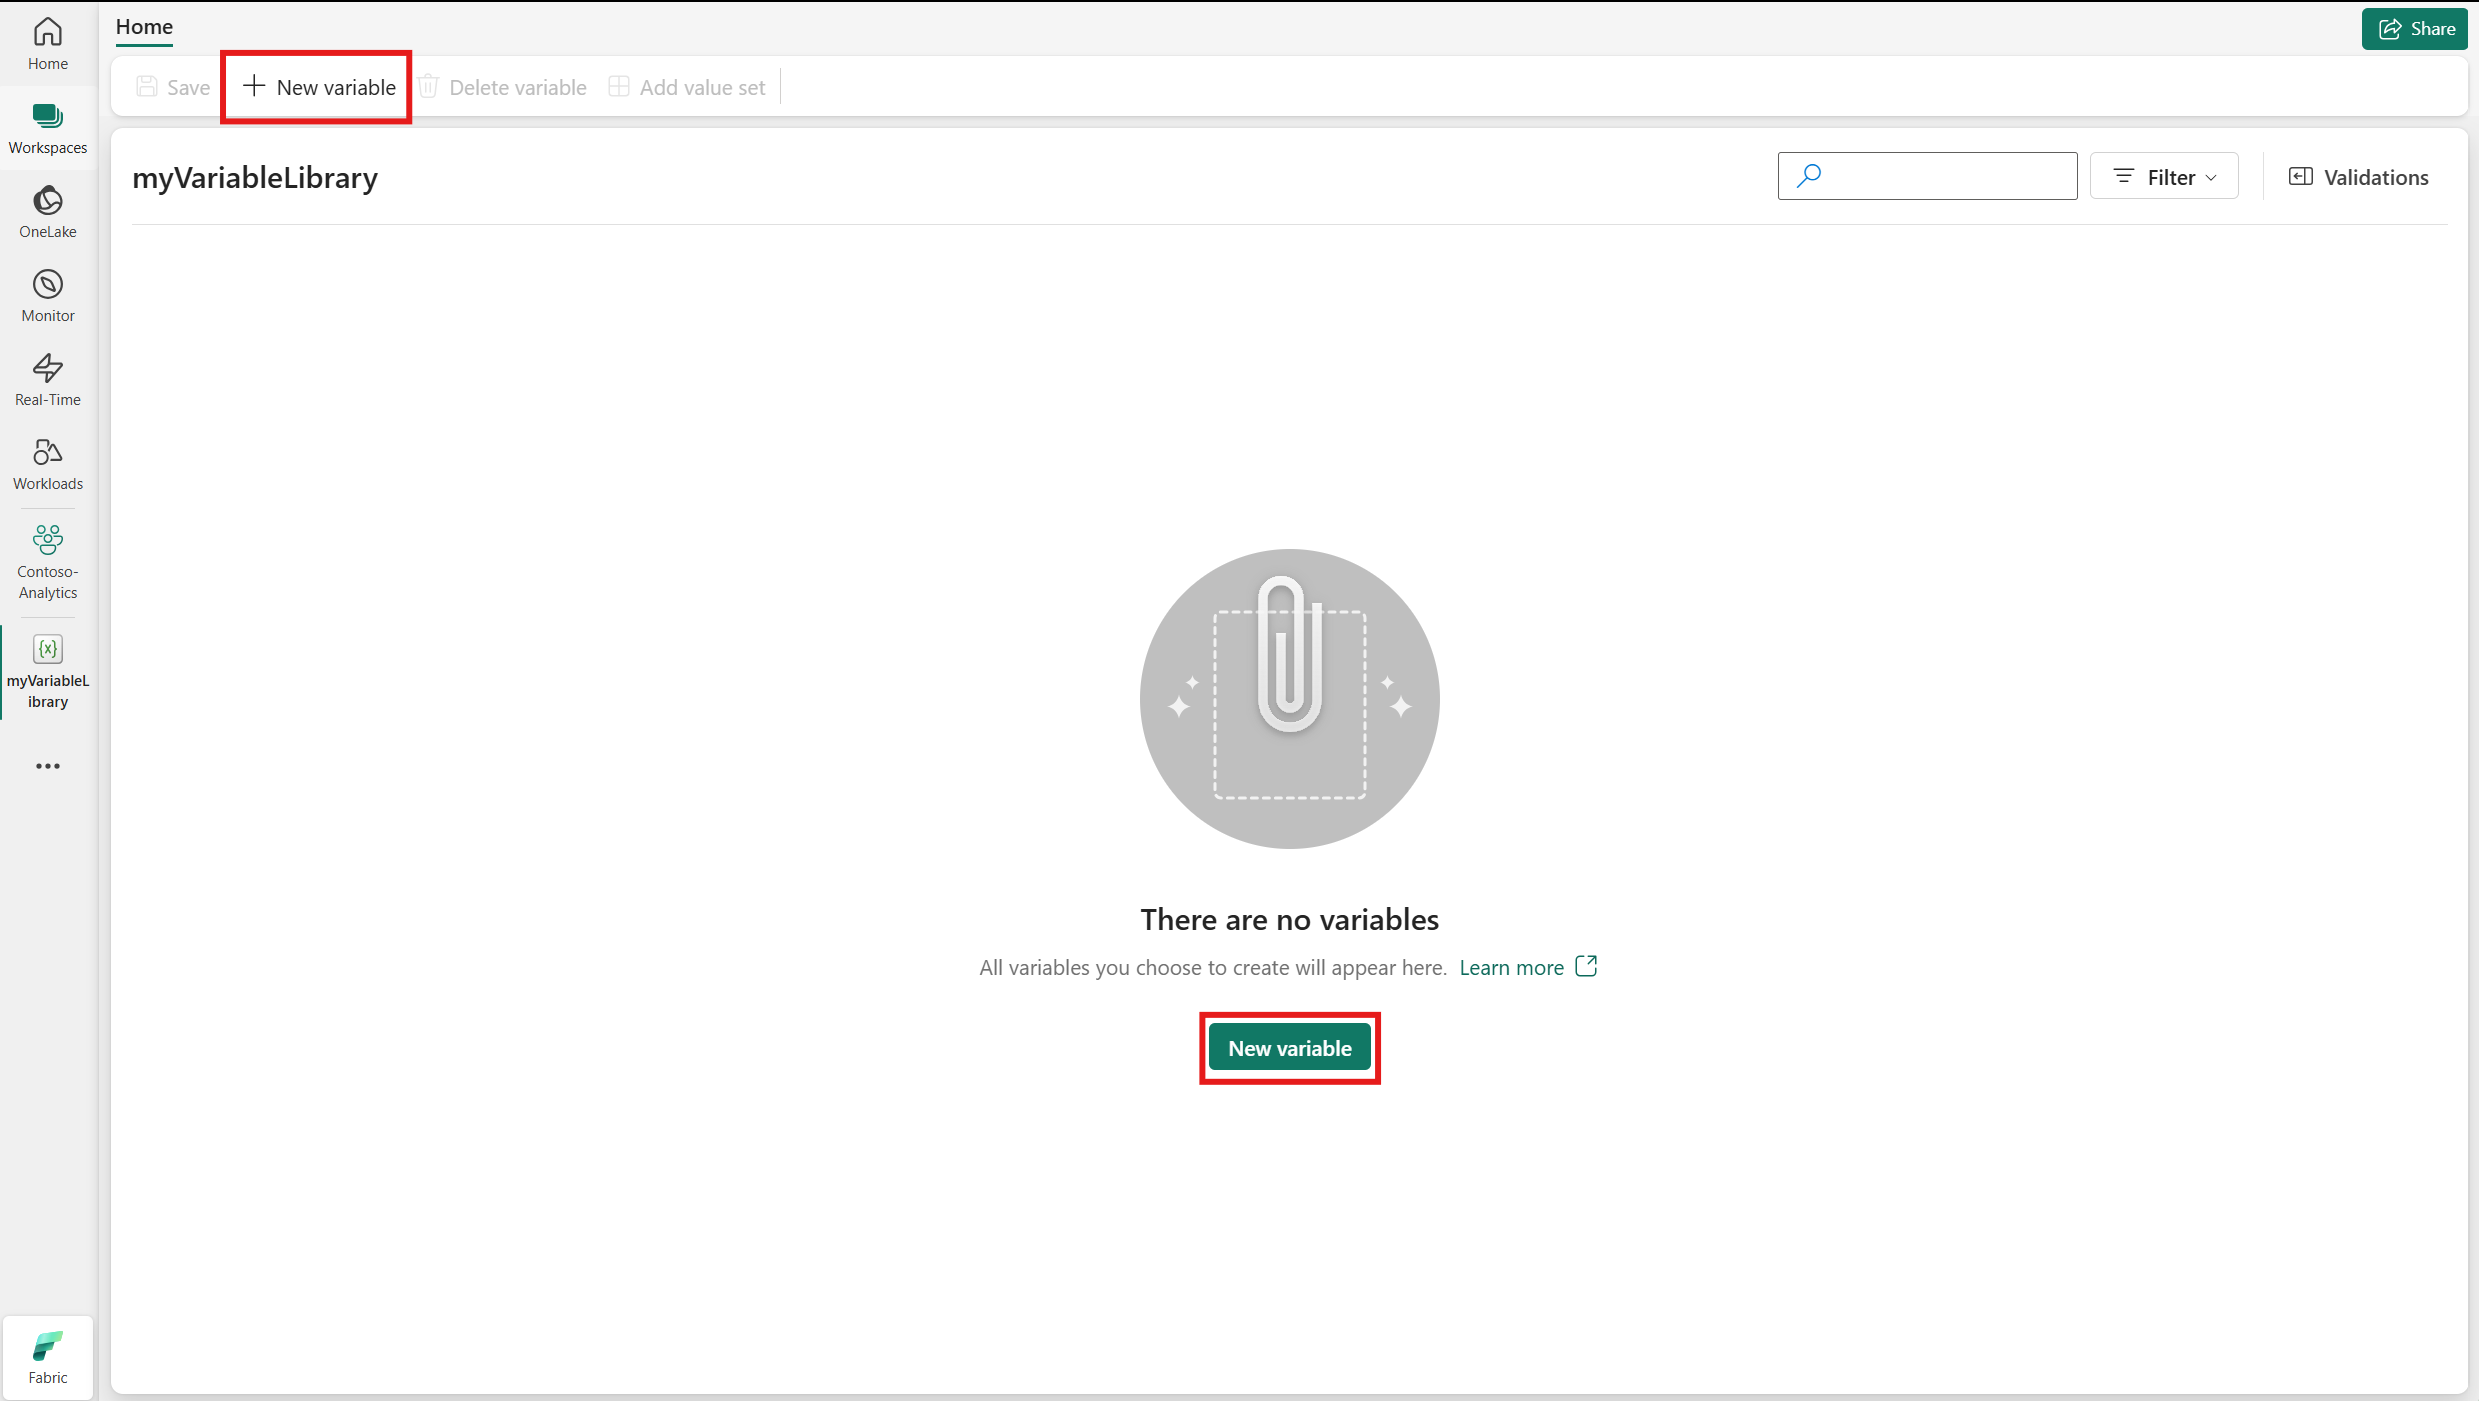 Home
Share
Home
Save
New variable
Delete variable
Add value set
Workspaces
myVariableLibrary
Filter
Validations
OneLake
Monitor
Real-Time
Workloads
Contoso-
Analytics
myVariableL
ibrary
There are no variables
All variables you choose to create will appear here. Learn more
New variable
Fabric